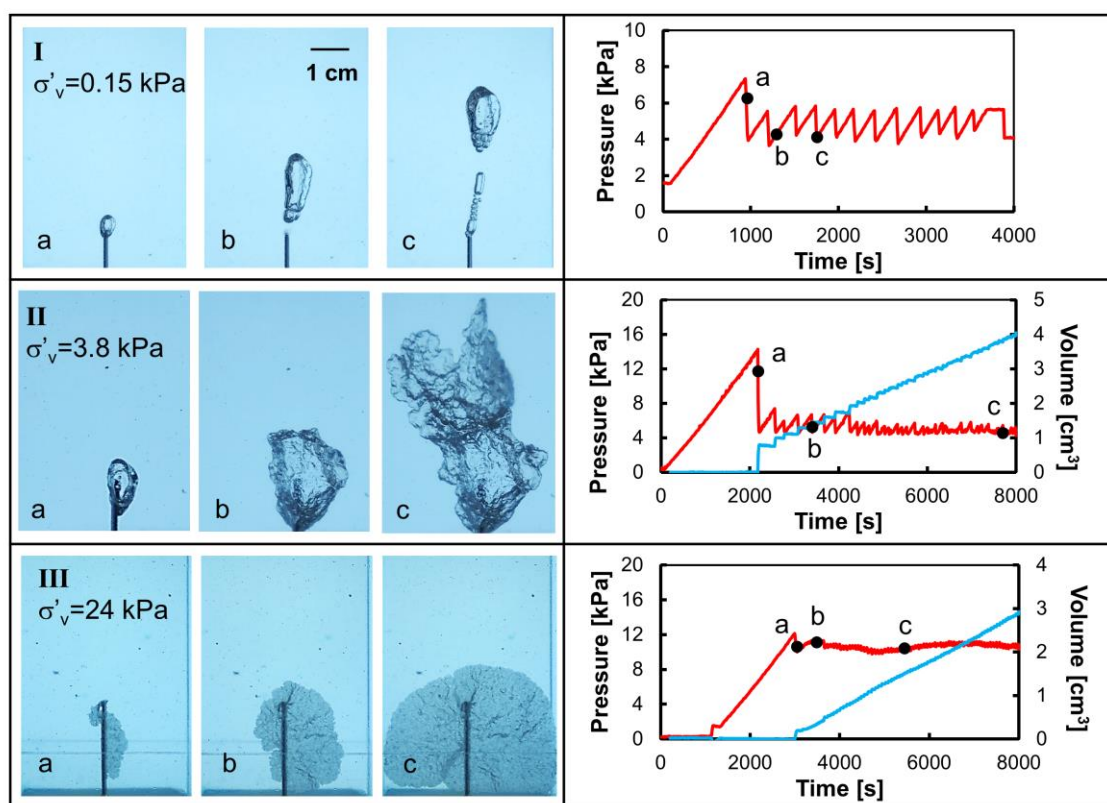 I
σ'ᵥ=0.15 kPa
1 cm
a
b
c
Pressure [kPa]
10
8
6
4
2
0
a
b
c
0 1000 2000 3000 4000
Time [s]
II
σ'ᵥ=3.8 kPa
a
b
c
Pressure [kPa]
20
16
12
8
4
0
a
b
c
5
4
3
2
1
0
Volume [cm³]
0 2000 4000 6000 8000
Time [s]
III
σ'ᵥ=24 kPa
a
b
c
Pressure [kPa]
20
16
12
8
4
0
a
b
c
4
3
2
1
0
Volume [cm³]
0 2000 4000 6000 8000
Time [s]